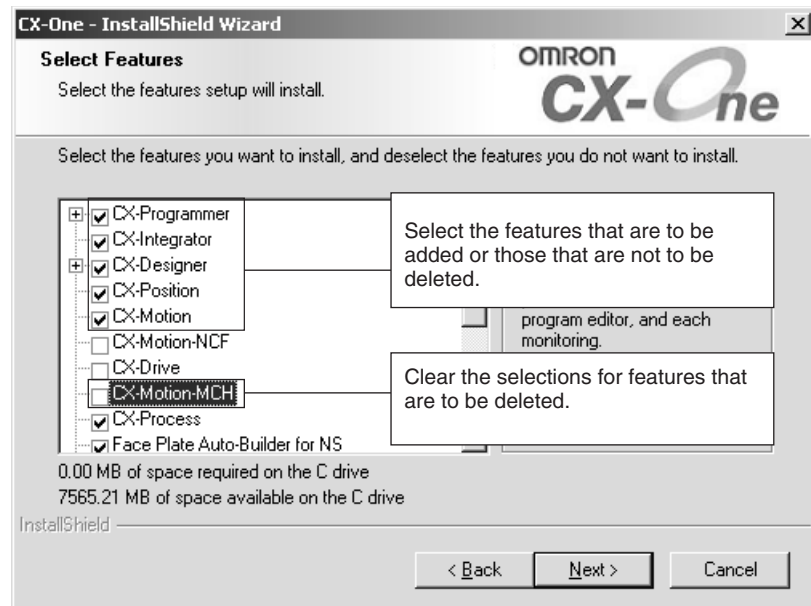 CX-One - InstallShield Wizard
Select Features
Select the features setup will install.
OMRON
CX-One
Select the features you want to install, and deselect the features you do not want to install.
CX-Programmer
CX-Integrator
CX-Designer
CX-Position
CX-Motion
CX-Motion-NCF
CX-Drive
CX-Motion-MCH
CX-Process
Face Plate Auto-Builder for NS
Select the features that are to be
added or those that are not to be
deleted.
program editor, and each
monitoring.
Clear the selections for features that
are to be deleted.
0.00 MB of space required on the C drive
7565.21 MB of space available on the C drive
InstallShield
< Back
Next >
Cancel